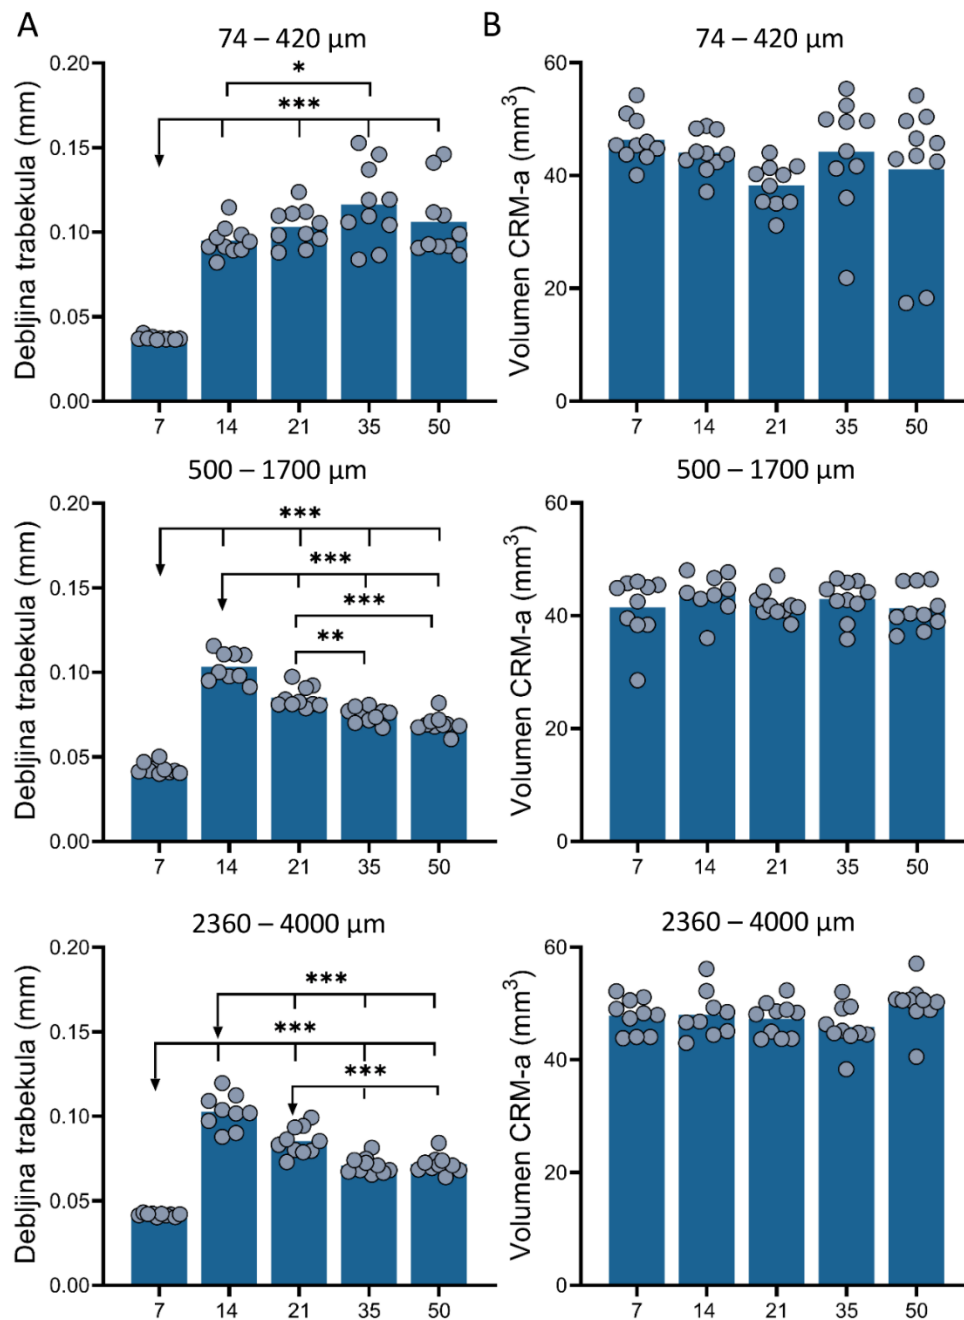 A
74 – 420 µm
Debljina trabekula (mm)
0.20
0.15
0.10
0.05
0.00
*
***
7 14 21 35 50
B
74 – 420 µm
Volumen CRM-a (mm³)
60
40
20
0
7 14 21 35 50
500 – 1700 µm
Debljina trabekula (mm)
0.20
0.15
0.10
0.05
0.00
***
***
***
**
7 14 21 35 50
500 – 1700 µm
Volumen CRM-a (mm³)
60
40
20
0
7 14 21 35 50
2360 – 4000 µm
Debljina trabekula (mm)
0.20
0.15
0.10
0.05
0.00
***
***
***
7 14 21 35 50
2360 – 4000 µm
Volumen CRM-a (mm³)
60
40
20
0
7 14 21 35 50